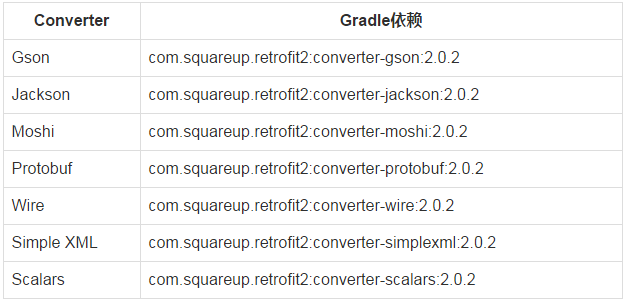 Converter Gradle依赖
Gson com.squareup.retrofit2:converter-gson:2.0.2
Jackson com.squareup.retrofit2:converter-jackson:2.0.2
Moshi com.squareup.retrofit2:converter-moshi:2.0.2
Protobuf com.squareup.retrofit2:converter-protobuf:2.0.2
Wire com.squareup.retrofit2:converter-wire:2.0.2
Simple XML com.squareup.retrofit2:converter-simplexml:2.0.2
Scalars com.squareup.retrofit2:converter-scalars:2.0.2